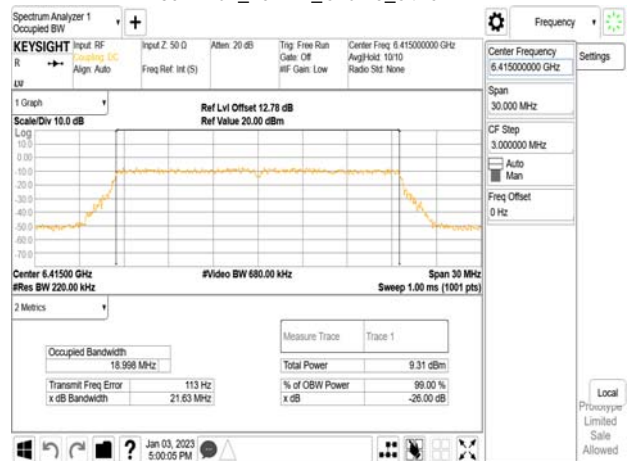 Spectrum Analyzer 1
Occupied BW
Frequency
KEYSIGHT
R
LXI
Input: RF
Coupling: DC
Align: Auto
Input Z: 50 Ω
Freq Ref: Int (S)
Atten: 20 dB
Trig: Free Run
Gate: Off
#IF Gain: Low
Center Freq: 6.415000000 GHz
Avg|Hold: 10/10
Radio Std: None
Center Frequency
6.415000000 GHz
Settings
Span
30.000 MHz
CF Step
3.000000 MHz
Auto
Man
Freq Offset
0 Hz
1 Graph
Scale/Div 10.0 dB
Ref Lvl Offset 12.78 dB
Ref Value 20.00 dBm
Log
10.0
0.00
-10.0
-20.0
-30.0
-40.0
-50.0
-60.0
-70.0
Center 6.41500 GHz
#Res BW 220.00 kHz
#Video BW 680.00 kHz
Span 30 MHz
Sweep 1.00 ms (1001 pts)
2 Metrics
Measure Trace
Trace 1
Occupied Bandwidth
18.998 MHz
Total Power
9.31 dBm
Transmit Freq Error
113 Hz
% of OBW Power
99.00 %
x dB Bandwidth
21.63 MHz
x dB
-26.00 dB
Local
Prototype
Limited
Sale
Allowed
?
Jan 03, 2023
5:00:05 PM